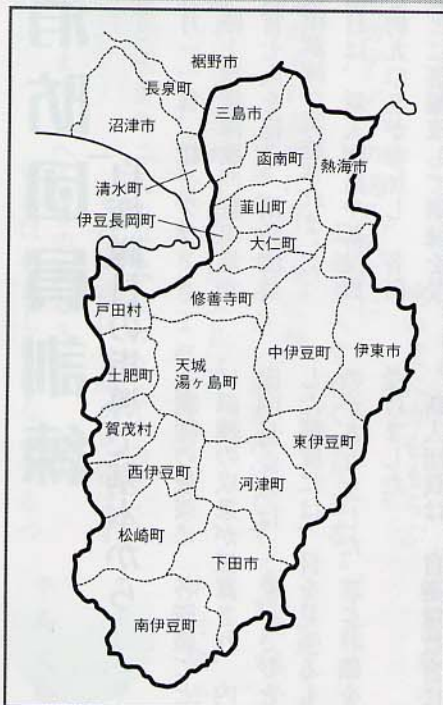 裾野市
長泉町
三島市
沼津市
函南町
熱海市
清水町
韮山町
伊豆長岡町
大仁町
修善寺町
戸田村
中伊豆町
伊東市
天城
湯ヶ島町
土肥町
賀茂村
東伊豆町
西伊豆町
河津町
松崎町
下田市
南伊豆町